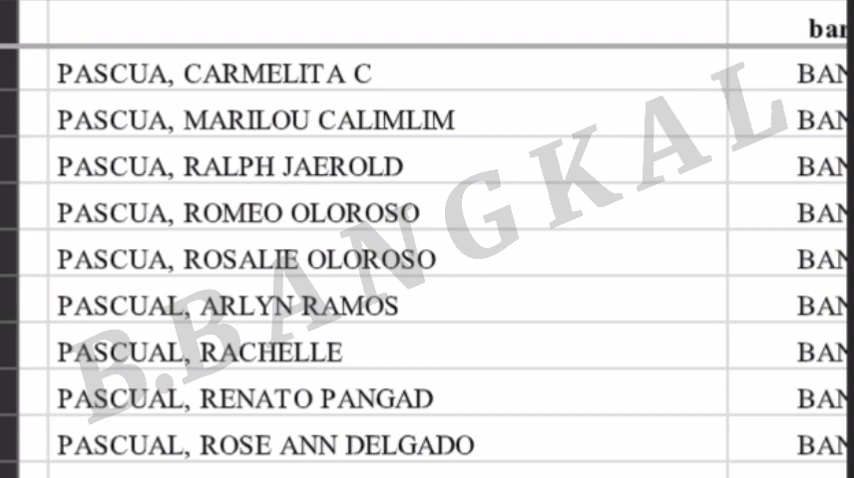 bar
PASCUA, CARMELITA C BAN
PASCUA, MARILOU CALIMLIM BAN
PASCUA, RALPH JAEROLD BAN
PASCUA, ROMEO OLOROSO BAN
PASCUA, ROSALIE OLOROSO BAN
PASCUAL, ARLYN RAMOS BAN
PASCUAL, RACHELLE BAN
PASCUAL, RENATO PANGAD BAN
PASCUAL, ROSE ANN DELGADO BAN
B.BANGKAL